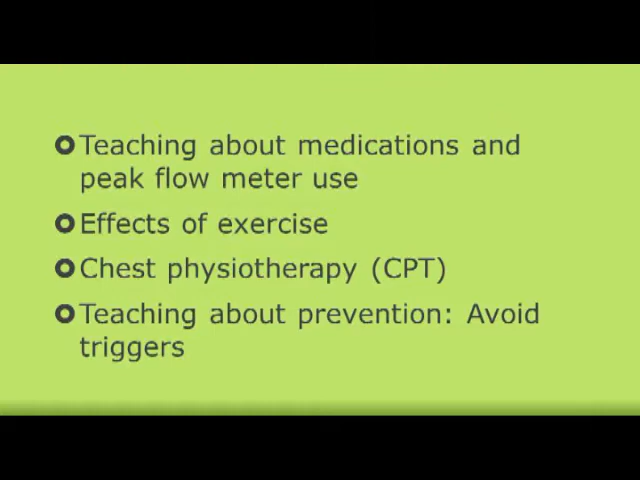 Teaching about medications and
peak flow meter use
Effects of exercise
Chest physiotherapy (CPT)
Teaching about prevention: Avoid
triggers